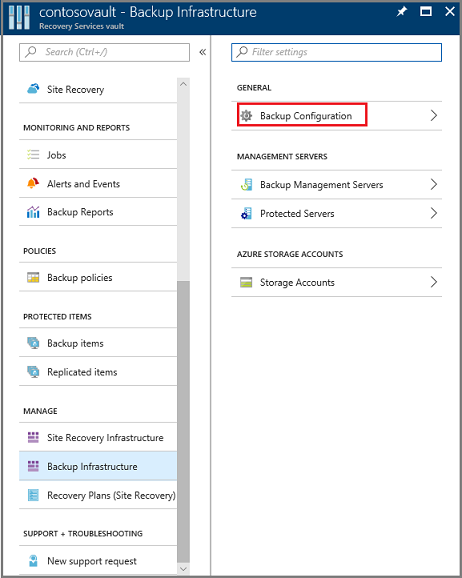 contosovault - Backup Infrastructure
Recovery Services vault
Search (Ctrl+/)
Site Recovery
MONITORING AND REPORTS
Jobs
Alerts and Events
Backup Reports
POLICIES
Backup policies
PROTECTED ITEMS
Backup items
Replicated items
MANAGE
Site Recovery Infrastructure
Backup Infrastructure
Recovery Plans (Site Recovery)
SUPPORT + TROUBLESHOOTING
New support request
Filter settings
GENERAL
Backup Configuration
MANAGEMENT SERVERS
Backup Management Servers
Protected Servers
AZURE STORAGE ACCOUNTS
Storage Accounts